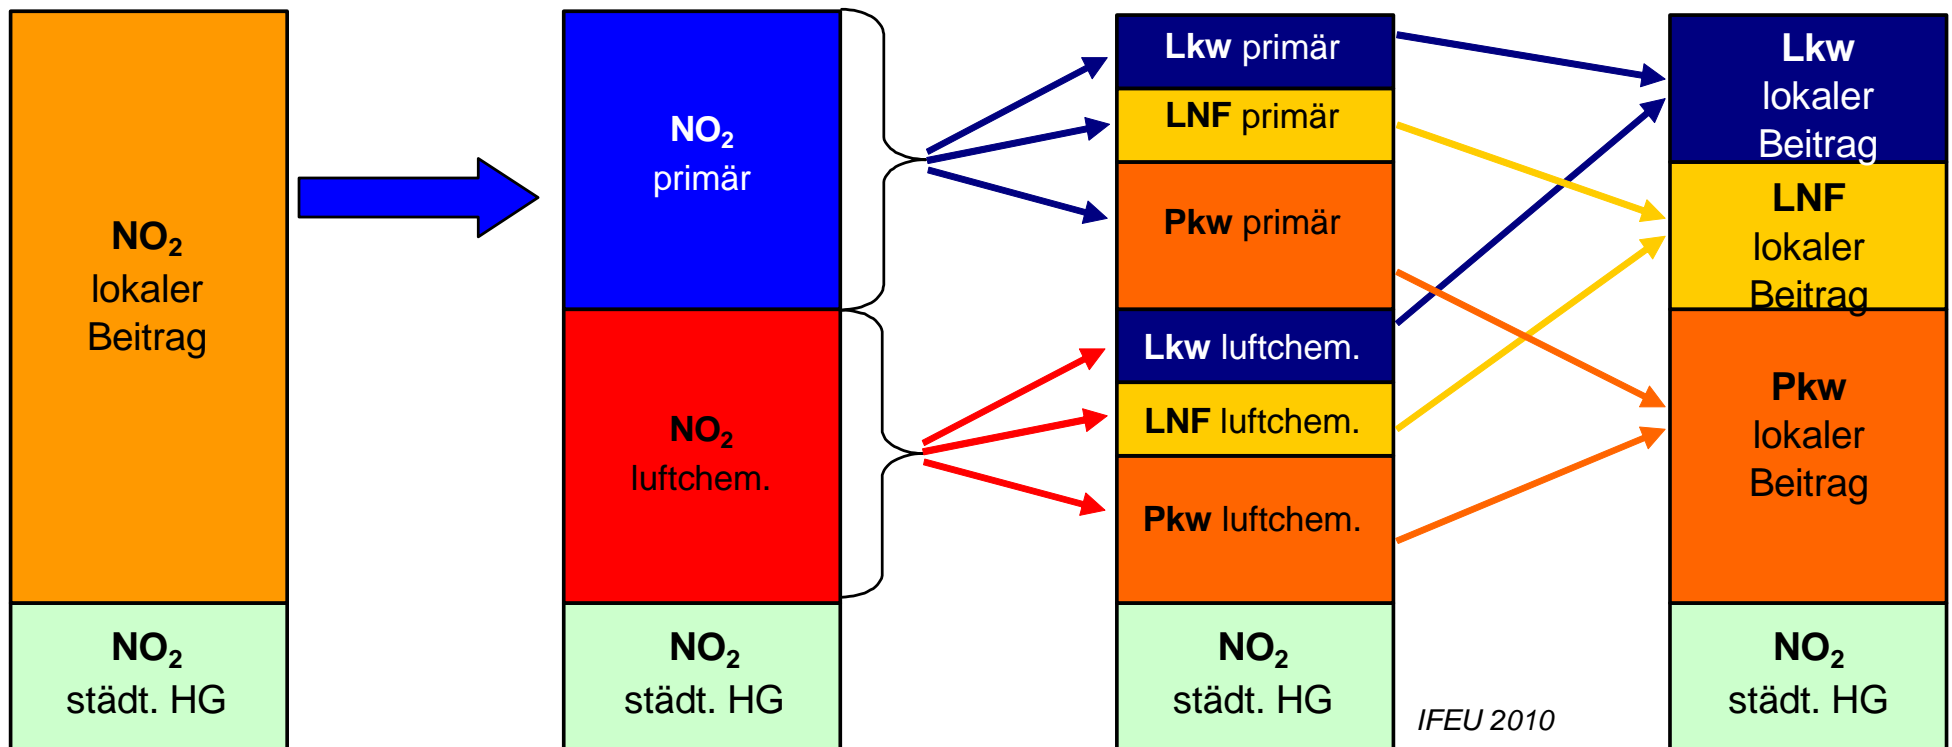 NO₂
lokaler
Beitrag
NO₂
städt. HG
NO₂
primär
NO₂
luftchem.
NO₂
städt. HG
Lkw primär
LNF primär
Pkw primär
Lkw luftchem.
LNF luftchem.
Pkw luftchem.
NO₂
städt. HG
IFEU 2010
Lkw
lokaler
Beitrag
LNF
lokaler
Beitrag
Pkw
lokaler
Beitrag
NO₂
städt. HG